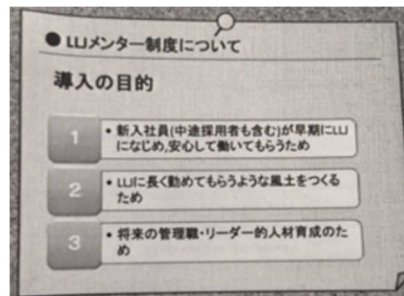 ● LLJメンター制度について
導入の目的
1
・新入社員(中途採用者も含む)が早期にLLJ
になじめ,安心して働いてもらうため
2
・LLJに長く勤めてもらうような風土をつくる
ため
3
・将来の管理職・リーダー的人材育成のた
め